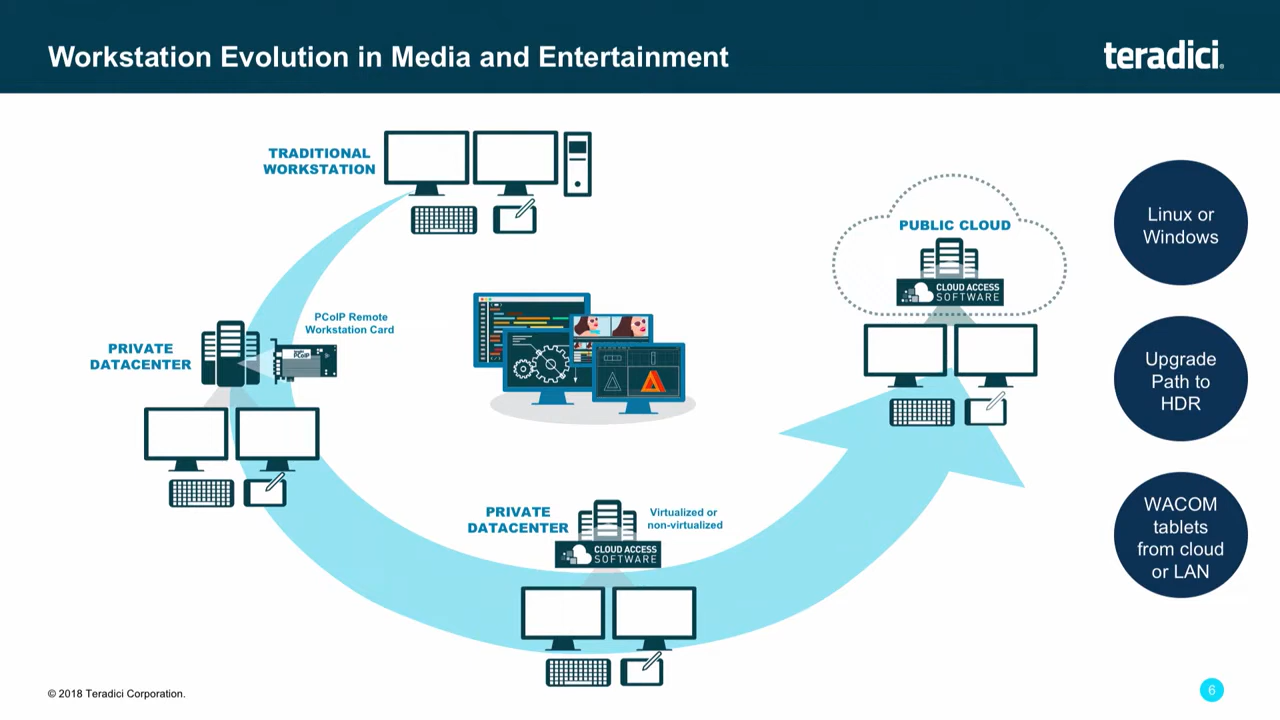 Workstation Evolution in Media and Entertainment
teradici.
TRADITIONAL
WORKSTATION
PUBLIC CLOUD
CLOUD ACCESS
SOFTWARE
Linux or
Windows
PCoIP Remote
Workstation Card
PCoIP
PRIVATE
DATACENTER
Upgrade
Path to
HDR
PRIVATE
DATACENTER
Virtualized or
non-virtualized
CLOUD ACCESS
SOFTWARE
WACOM
tablets
from cloud
or LAN
© 2018 Teradici Corporation.
6